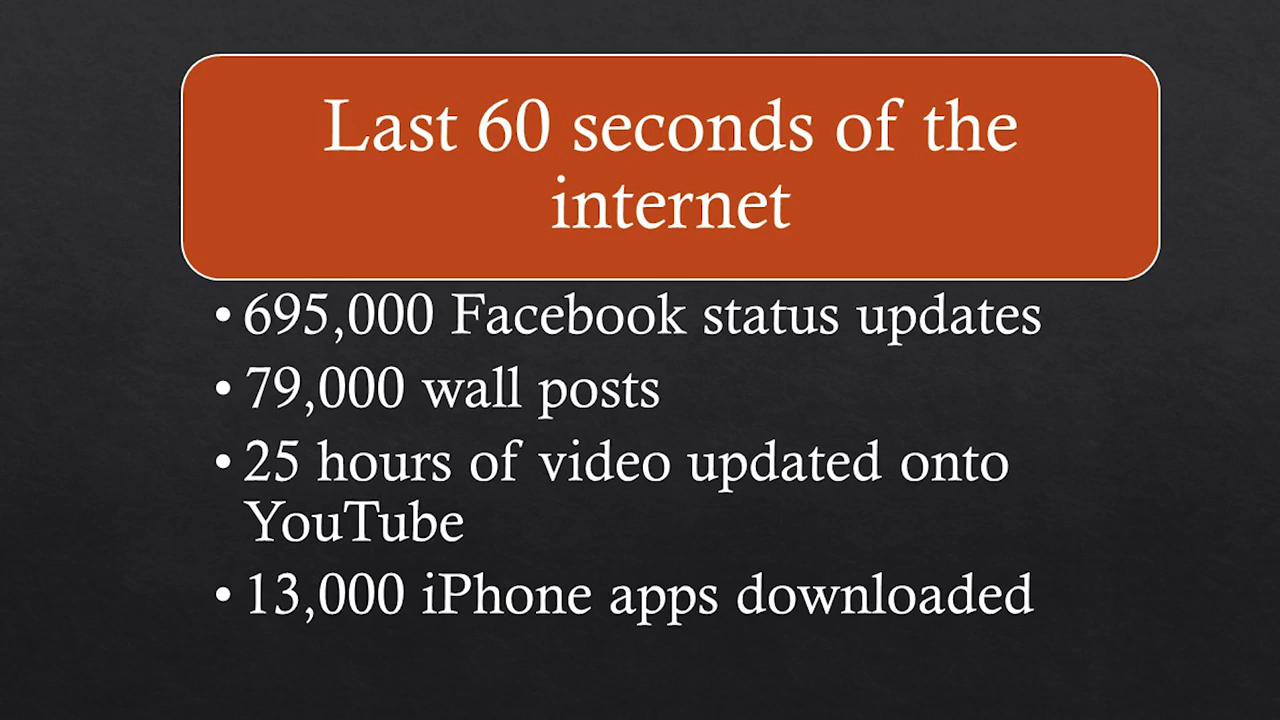 Last 60 seconds of the
internet
• 695,000 Facebook status updates
• 79,000 wall posts
• 25 hours of video updated onto
YouTube
• 13,000 iPhone apps downloaded